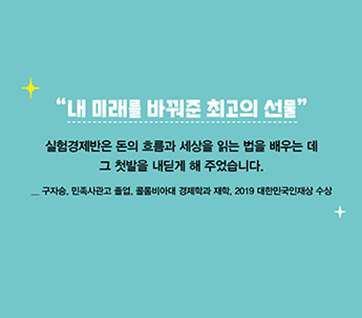 “내 미래를 바꿔준 최고의 선물”
실험경제반은 돈의 흐름과 세상을 읽는 법을 배우는 데
그 첫발을 내딛게 해 주었습니다.
__ 구자승, 민족사관고 졸업, 콜롬비아대 경제학과 재학, 2019 대한민국인재상 수상